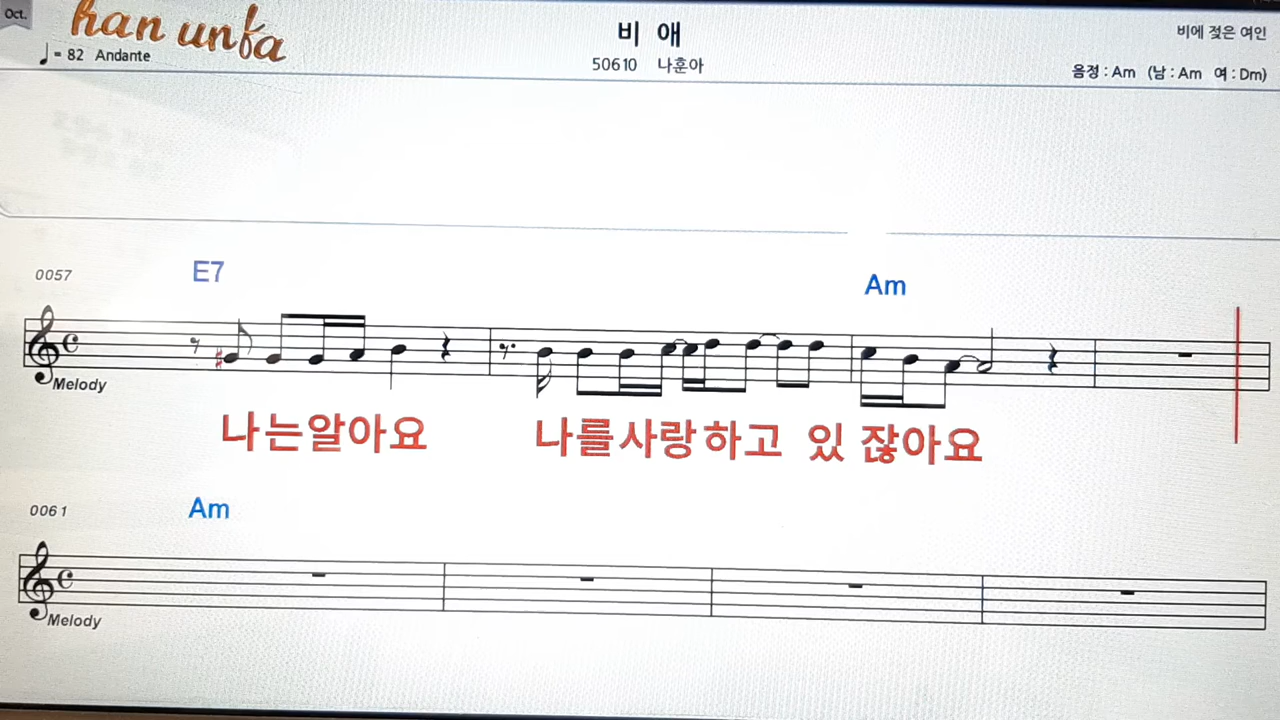 Oct.
han unfa
비 애
비에 젖은 여인
♩= 82 Andante
50610 나훈아
음정 : Am (남 : Am 여 : Dm)
0057
E7
Am
Melody
나는알아요 나를사랑하고 있 잖아요
0061
Am
Melody